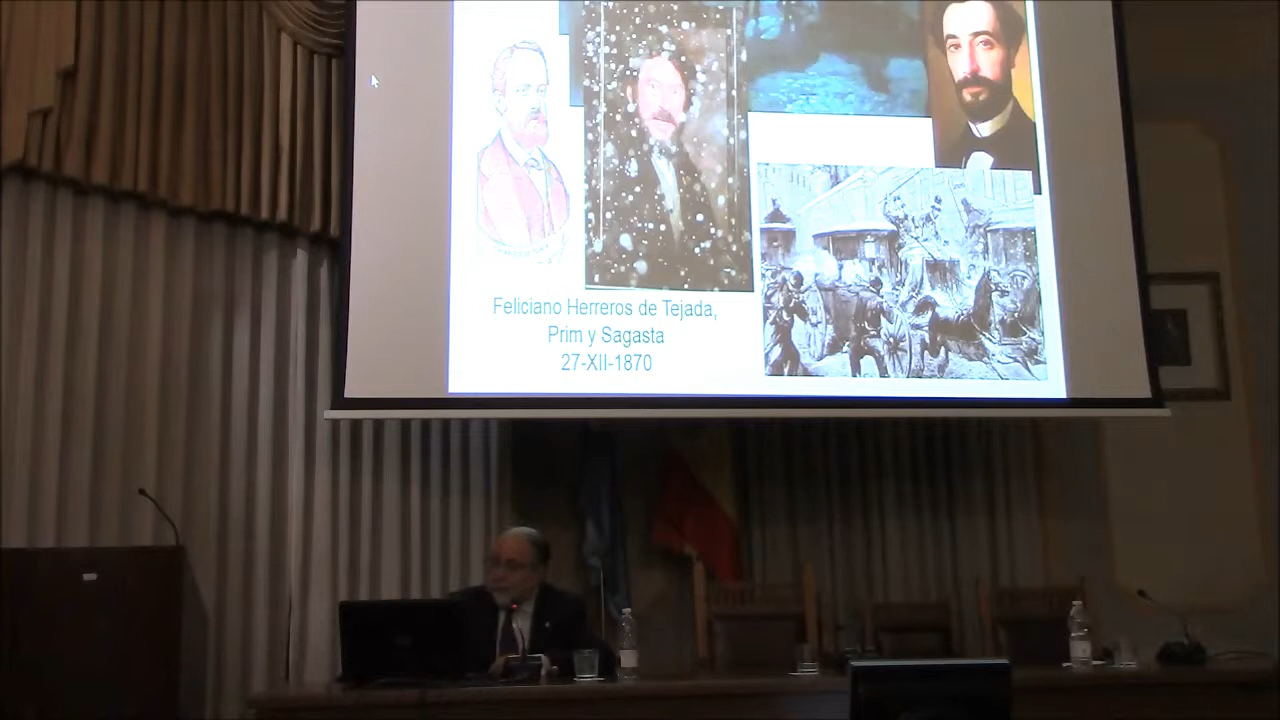 Feliciano Herreros de Tejada,
Prim y Sagasta
27-XII-1870